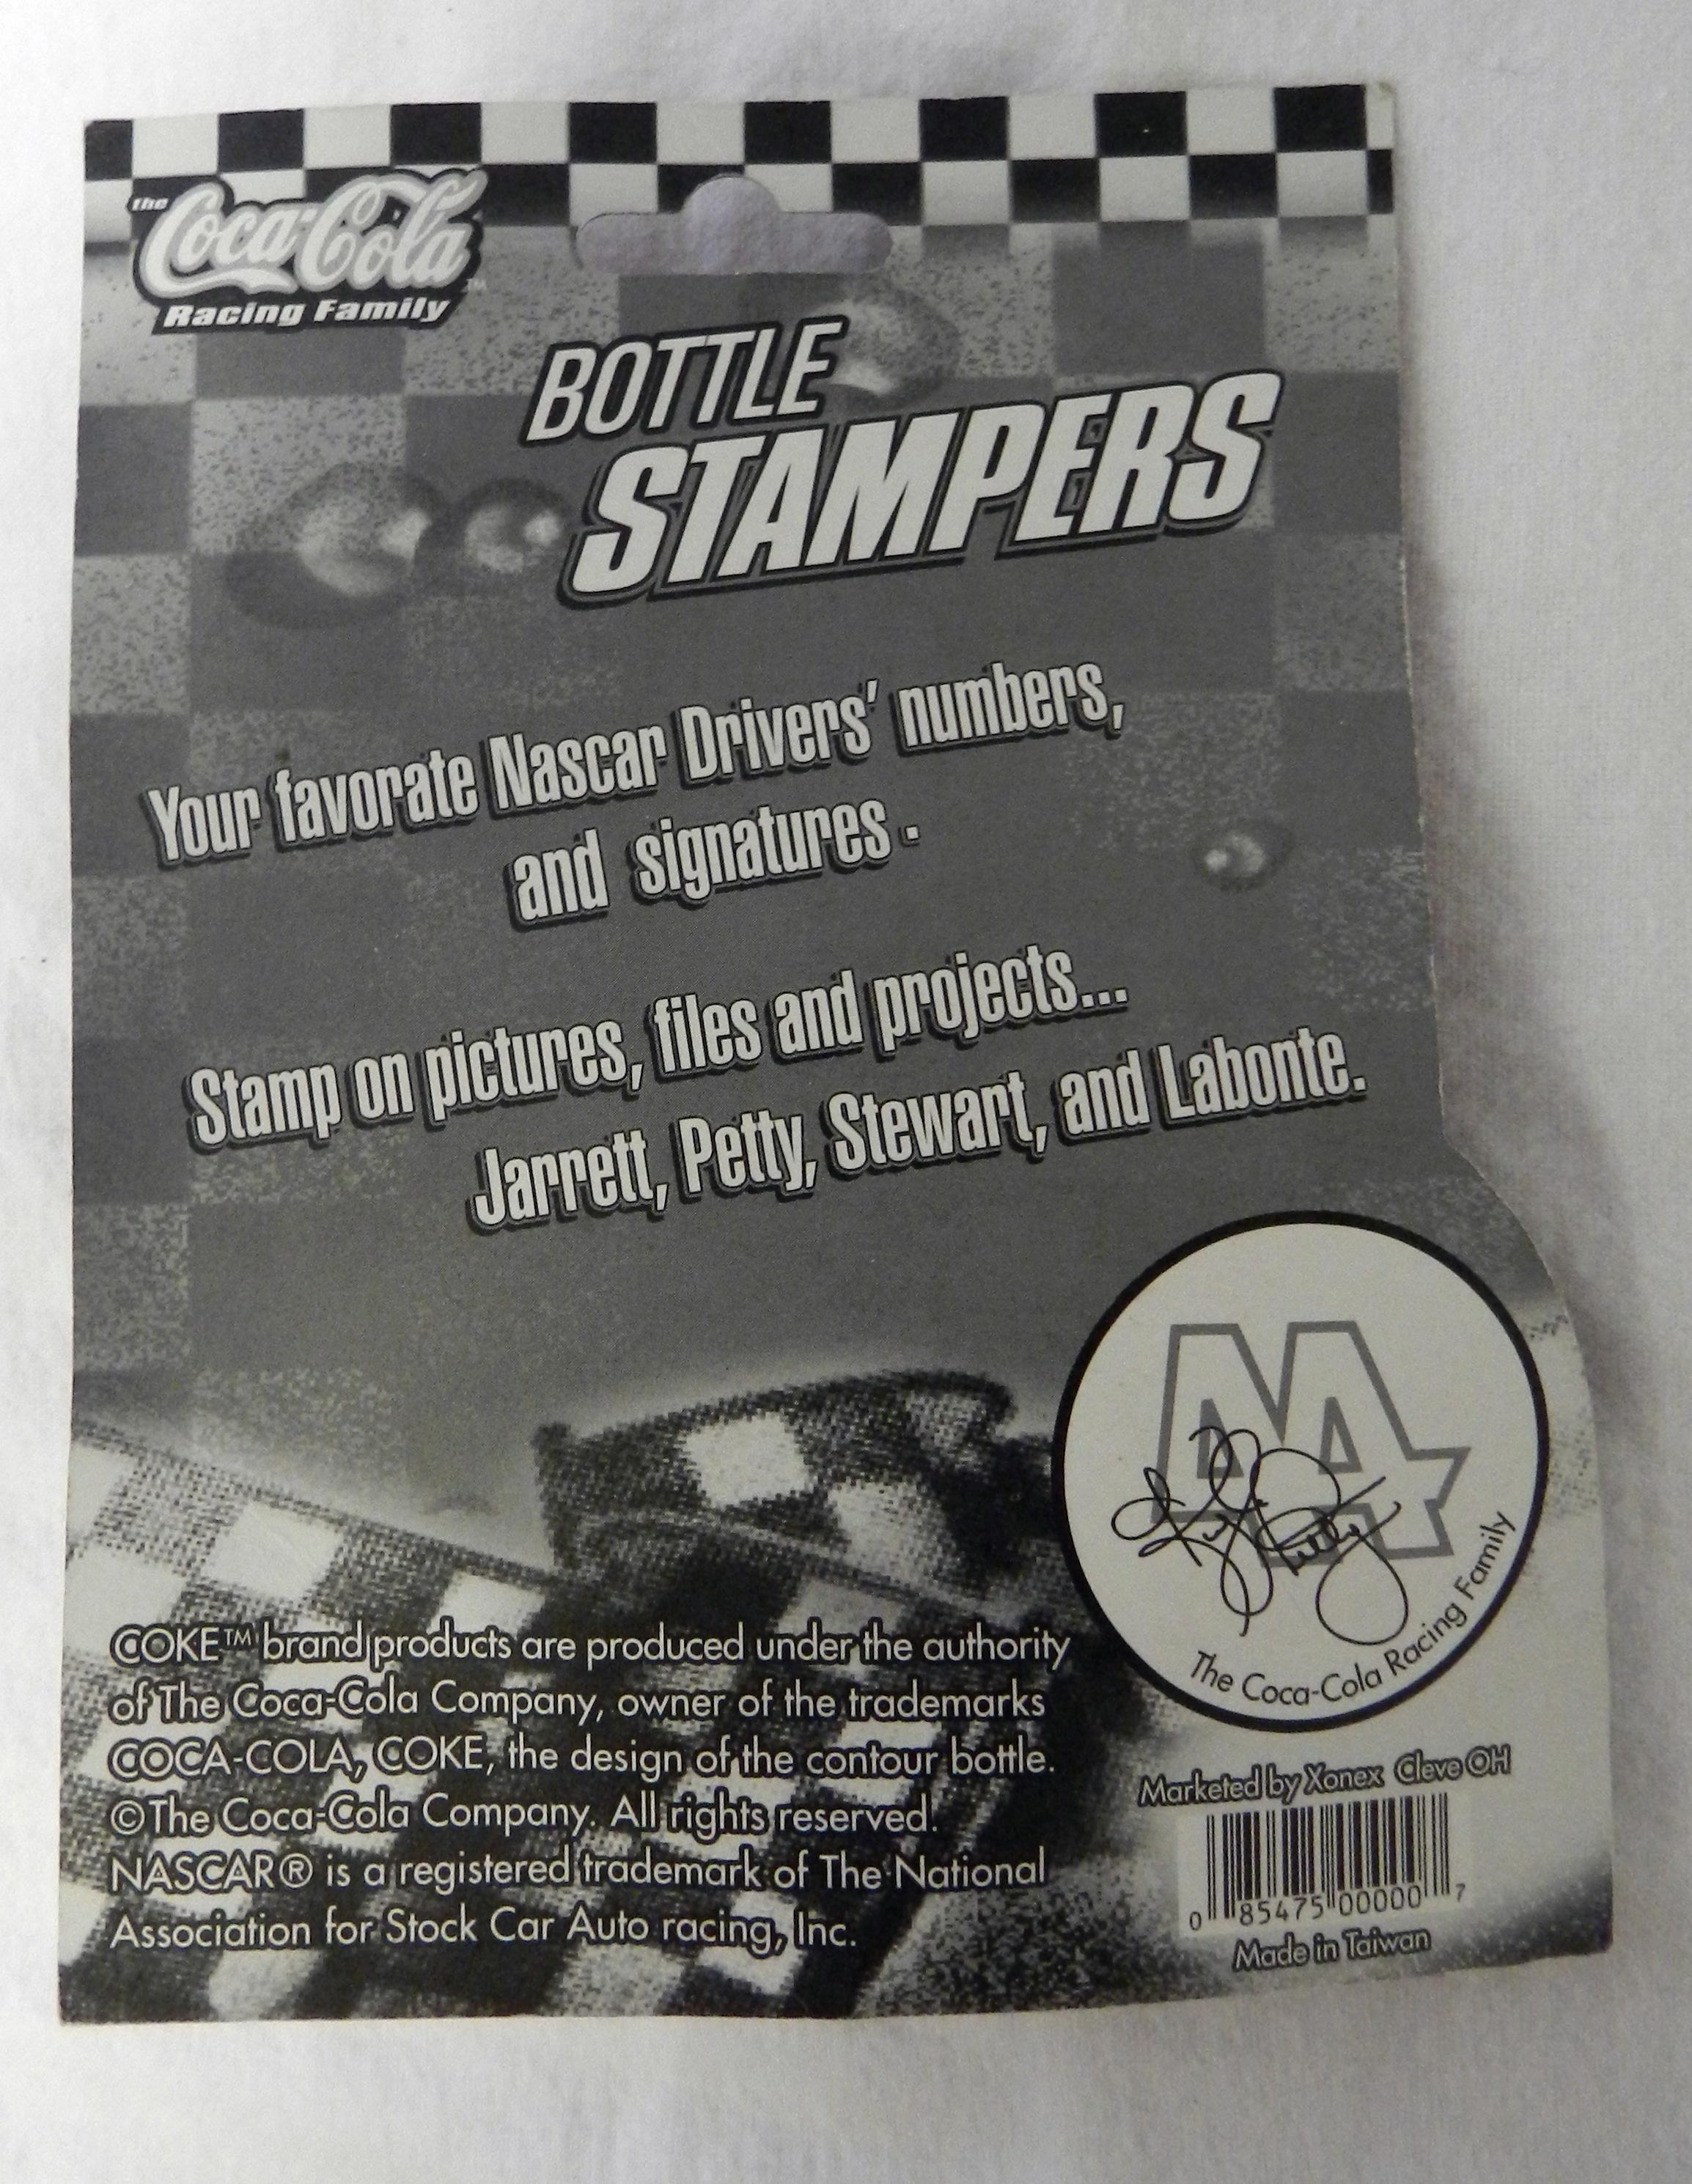 the
Coca-Cola TM
Racing Family
BOTTLE
STAMPERS
Your favorate Nascar Drivers' numbers,
and signatures -
Stamp on pictures, files and projects...
Jarrett, Petty, Stewart, and Labonte.
44
Kyle Petty
The Coca-Cola Racing Family
COKE™ brand products are produced under the authority
of The Coca-Cola Company, owner of the trademarks
COCA-COLA, COKE, the design of the contour bottle.
©The Coca-Cola Company. All rights reserved.
NASCAR® is a registered trademark of The National
Association for Stock Car Auto racing, Inc.
Marketed by Xonex Cleve OH
0 85475 00000 7
Made in Taiwan